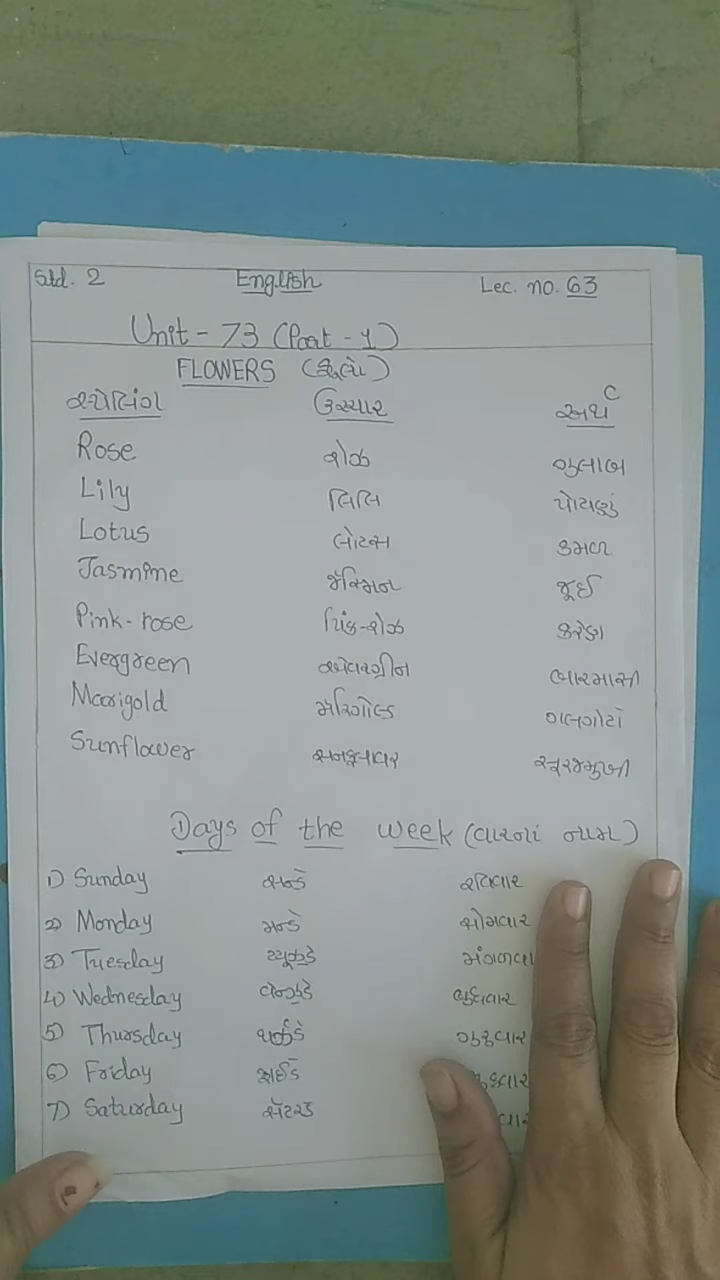 Std. 2 English Lec. no. 63
Unit - 73 (Part - 1)
FLOWERS (ફૂલો)
સ્પેલિંગ ઉચ્ચાર અર્થ
Rose રોઝ ગુલાબ
Lily લિલિ પોયણું
Lotus લોટસ કમળ
Jasmine જૅસ્મિન જૂઈ
Pink-rose પિંક-રોઝ કરેણ
Evergreen એવરગ્રીન બારમાસી
Marigold મૅરિગોલ્ડ ગલગોટો
Sunflower સનફ્લાવર સૂરજમુખી
Days of the week (વારનાં નામ)
1) Sunday સન્ડે રવિવાર
2) Monday મન્ડે સોમવાર
3) Tuesday ટ્યૂઝડે
4) Wednesday વેન્ઝડે બુધવાર
5) Thursday થર્ઝડે ગુરુવાર
6) Friday ફ્રાઈડે
7) Saturday સૅટરડે